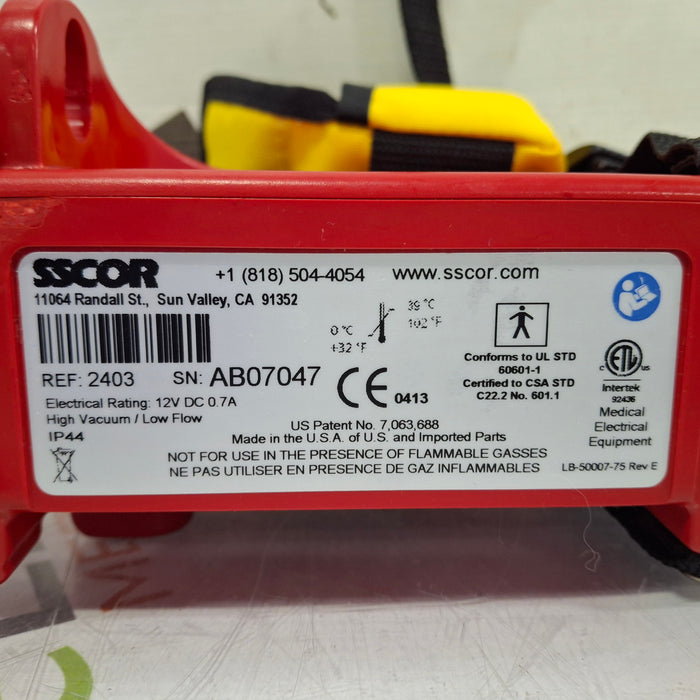 SSCOR +1 (818) 504-4054 www.sscor.com
11064 Randall St., Sun Valley, CA 91352
39 °C
102 °F
0 °C
+32 °F
REF: 2403 SN: AB07047
CE 0413
Conforms to UL STD
60601-1
Certified to CSA STD
C22.2 No. 601.1
C ETL US
Intertek
92436
Medical
Electrical
Equipment
Electrical Rating: 12V DC 0.7A
High Vacuum / Low Flow
IP44
US Patent No. 7,063,688
Made in the U.S.A. of U.S. and Imported Parts
NOT FOR USE IN THE PRESENCE OF FLAMMABLE GASSES
NE PAS UTILISER EN PRESENCE DE GAZ INFLAMMABLES
LB-50007-75 Rev E